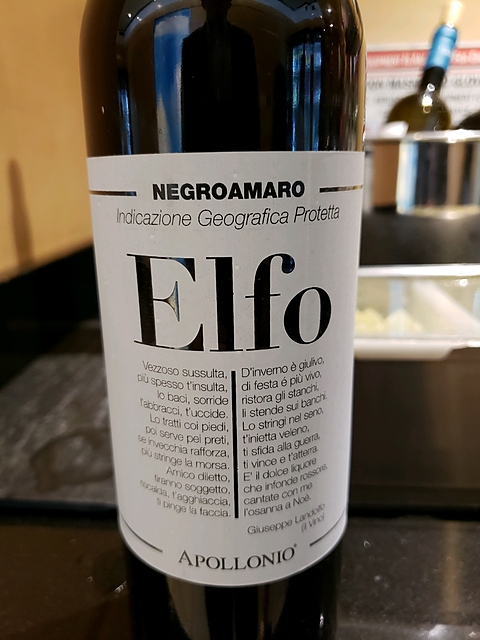 NEGROAMARO
Indicazione Geografica Protetta
Elfo
Vezzoso sussulta,
più spesso t'insulta,
lo baci, sorride
l'abbracci, t'uccide.
Lo tratti coi piedi,
poi serve pei preti,
se invecchia rafforza,
più stringe la morsa.
Amico diletto,
tiranno soggetto,
riscalda, t'agghiaccia,
ti pinge la faccia.
D'inverno è giulivo,
di festa é più vivo,
ristora gli stanchi,
li stende sui banchi.
Lo stringi nel seno,
t'inietta veleno,
ti sfida alla guerra,
ti vince e t'atterra.
E' il dolce liquore
che infonde rossore,
cantate con me
l'osanna a Noè.
Giuseppe Landolfo
(I Vino)
APOLLONIO